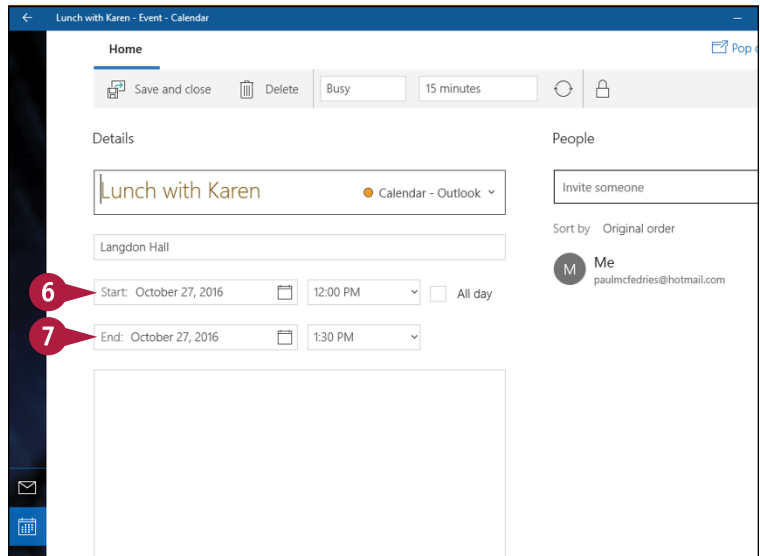 Lunch with Karen - Event - Calendar
Home
Pop
Save and close Delete Busy 15 minutes
Details
People
Lunch with Karen Calendar - Outlook
Invite someone
Sort by Original order
Langdon Hall
M Me
paulmcfedries@hotmail.com
6 Start: October 27, 2016 12:00 PM All day
7 End: October 27, 2016 1:30 PM